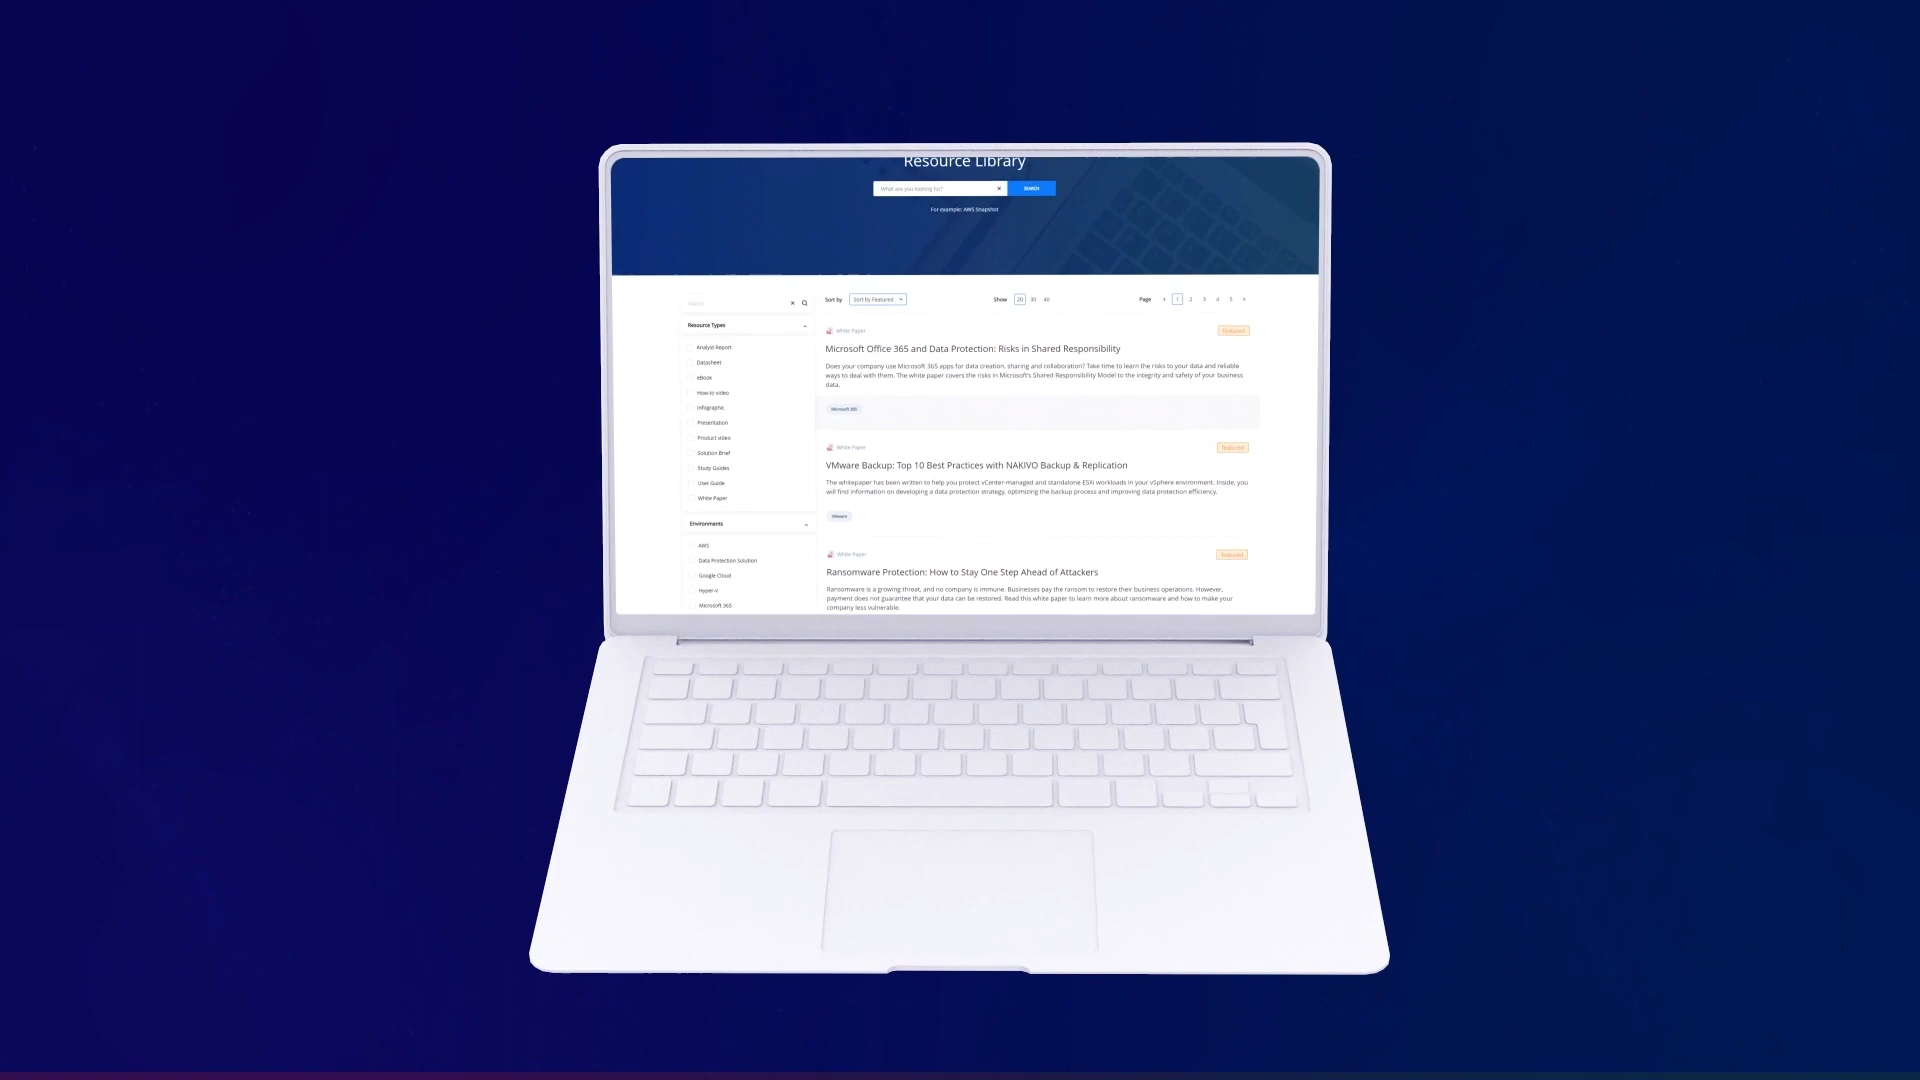 Resource Library
What are you looking for?
SEARCH
For example: AWS Snapshot
Search
Sort by
Sort by Featured
Show 20 30 40
Page 1 2 3 4 5
Resource Types
Analyst Report
Datasheet
eBook
How-to video
Infographic
Presentation
Product video
Solution Brief
Study Guides
User Guide
White Paper
Environments
AWS
Data Protection Solution
Google Cloud
Hyper-V
Microsoft 365
White Paper
Featured
Microsoft Office 365 and Data Protection: Risks in Shared Responsibility
Does your company use Microsoft 365 apps for data creation, sharing and collaboration? Take time to learn the risks to your data and reliable
ways to deal with them. The white paper covers the risks in Microsoft's Shared Responsibility Model to the integrity and safety of your business
data.
Microsoft 365
White Paper
Featured
VMware Backup: Top 10 Best Practices with NAKIVO Backup & Replication
The whitepaper has been written to help you protect vCenter-managed and standalone ESXi workloads in your vSphere environment. Inside, you
will find information on developing a data protection strategy, optimizing the backup process and improving data protection efficiency.
VMware
White Paper
Featured
Ransomware Protection: How to Stay One Step Ahead of Attackers
Ransomware is a growing threat, and no company is immune. Businesses pay the ransom to restore their business operations. However,
payment does not guarantee that your data can be restored. Read this white paper to learn more about ransomware and how to make your
company less vulnerable.